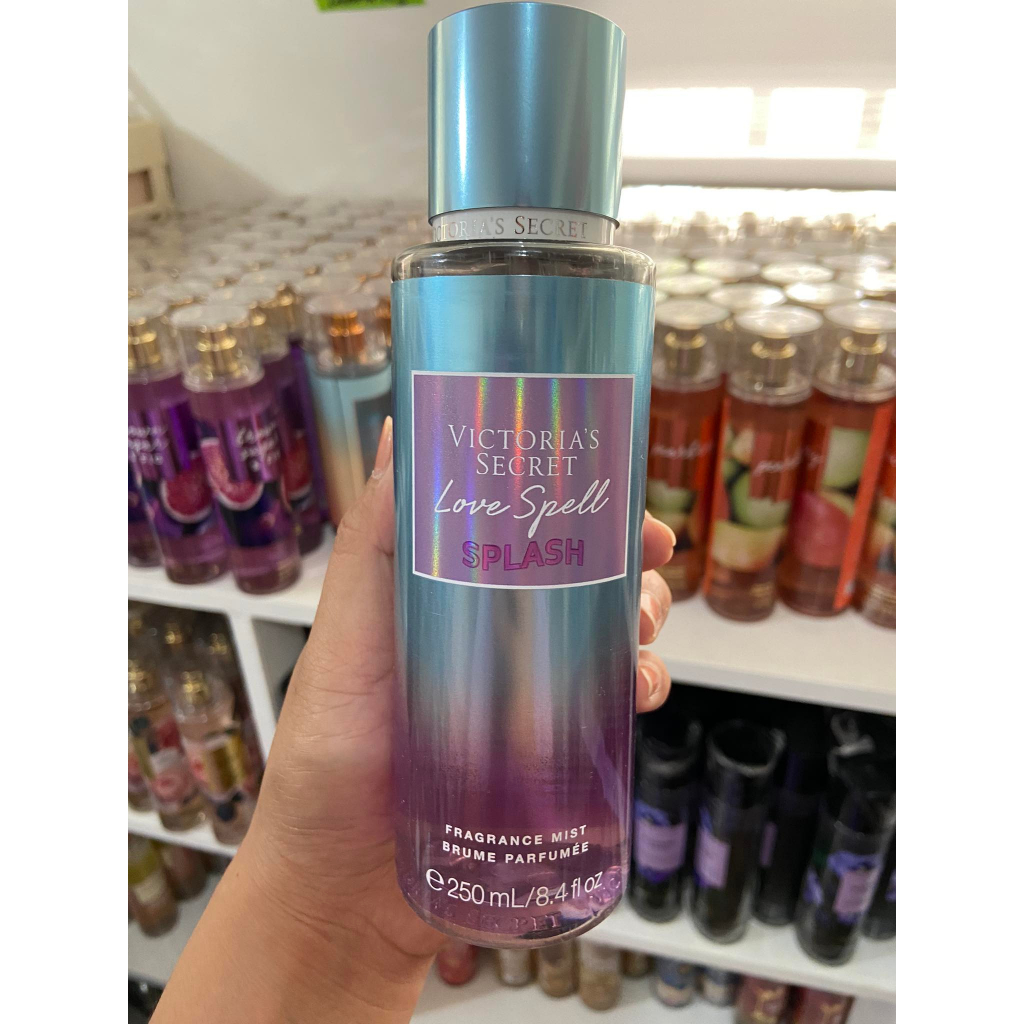 VICTORIA'S SECRET
VICTORIA'S
SECRET
Love Spell
SPLASH
FRAGRANCE MIST
BRUME PARFUMÉE
℮ 250 mL/8.4 fl oz